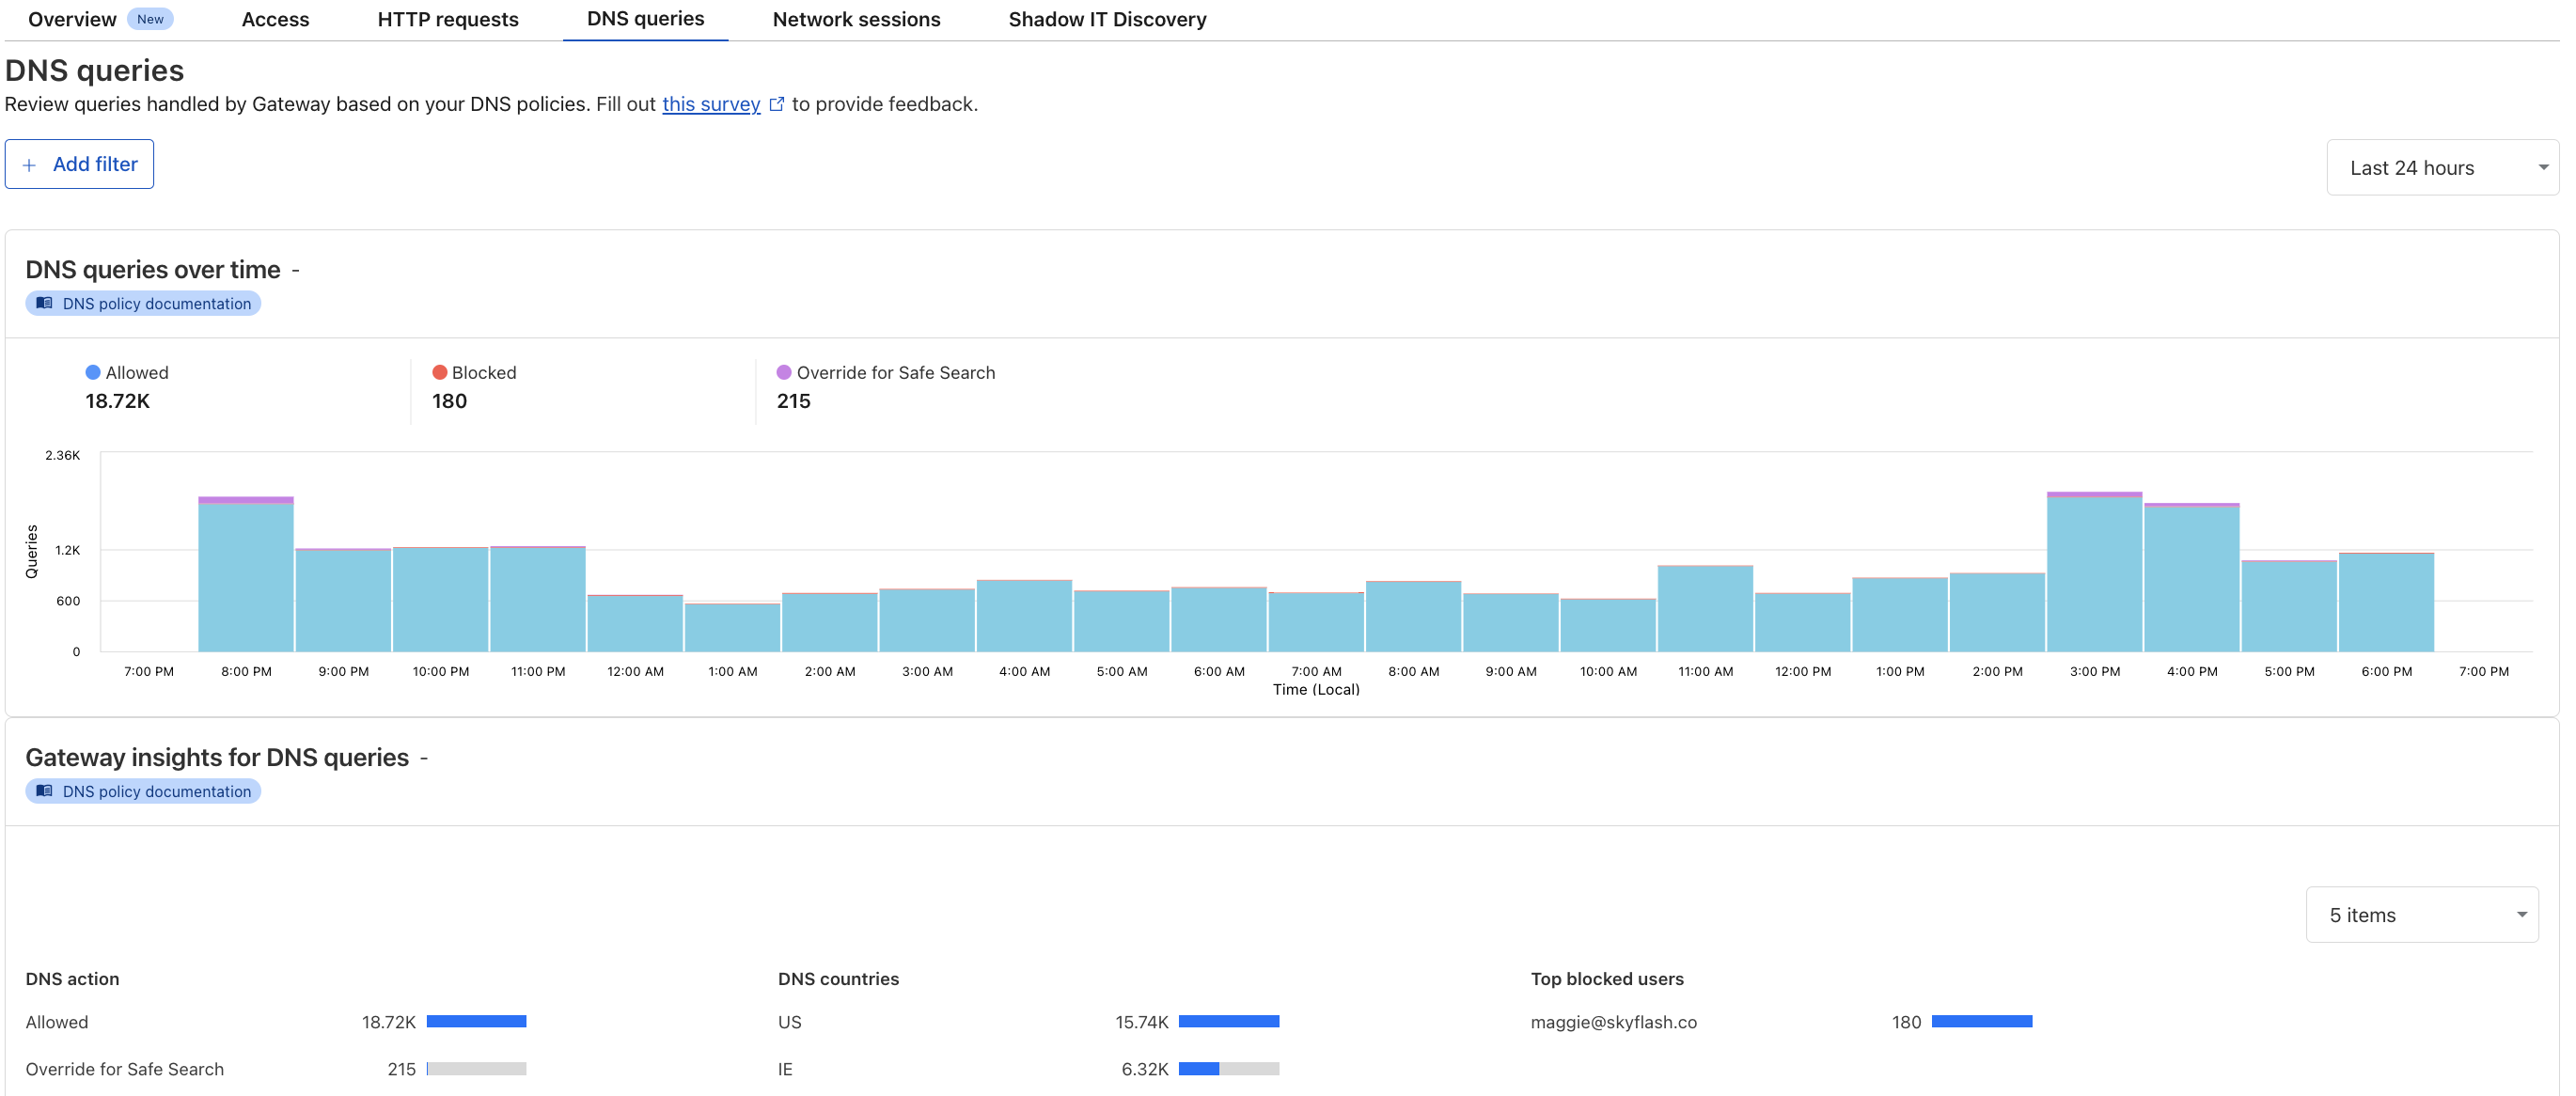 Overview New Access HTTP requests DNS queries Network sessions Shadow IT Discovery
DNS queries
Review queries handled by Gateway based on your DNS policies. Fill out this survey to provide feedback.
+ Add filter
Last 24 hours
DNS queries over time -
DNS policy documentation
Allowed Blocked Override for Safe Search
18.72K 180 215
2.36K
1.2K
600
0
Queries
7:00 PM 8:00 PM 9:00 PM 10:00 PM 11:00 PM 12:00 AM 1:00 AM 2:00 AM 3:00 AM 4:00 AM 5:00 AM 6:00 AM 7:00 AM 8:00 AM 9:00 AM 10:00 AM 11:00 AM 12:00 PM 1:00 PM 2:00 PM 3:00 PM 4:00 PM 5:00 PM 6:00 PM 7:00 PM
Time (Local)
Gateway insights for DNS queries -
DNS policy documentation
5 items
DNS action DNS countries Top blocked users
Allowed 18.72K US 15.74K maggie@skyflash.co 180
Override for Safe Search 215 IE 6.32K